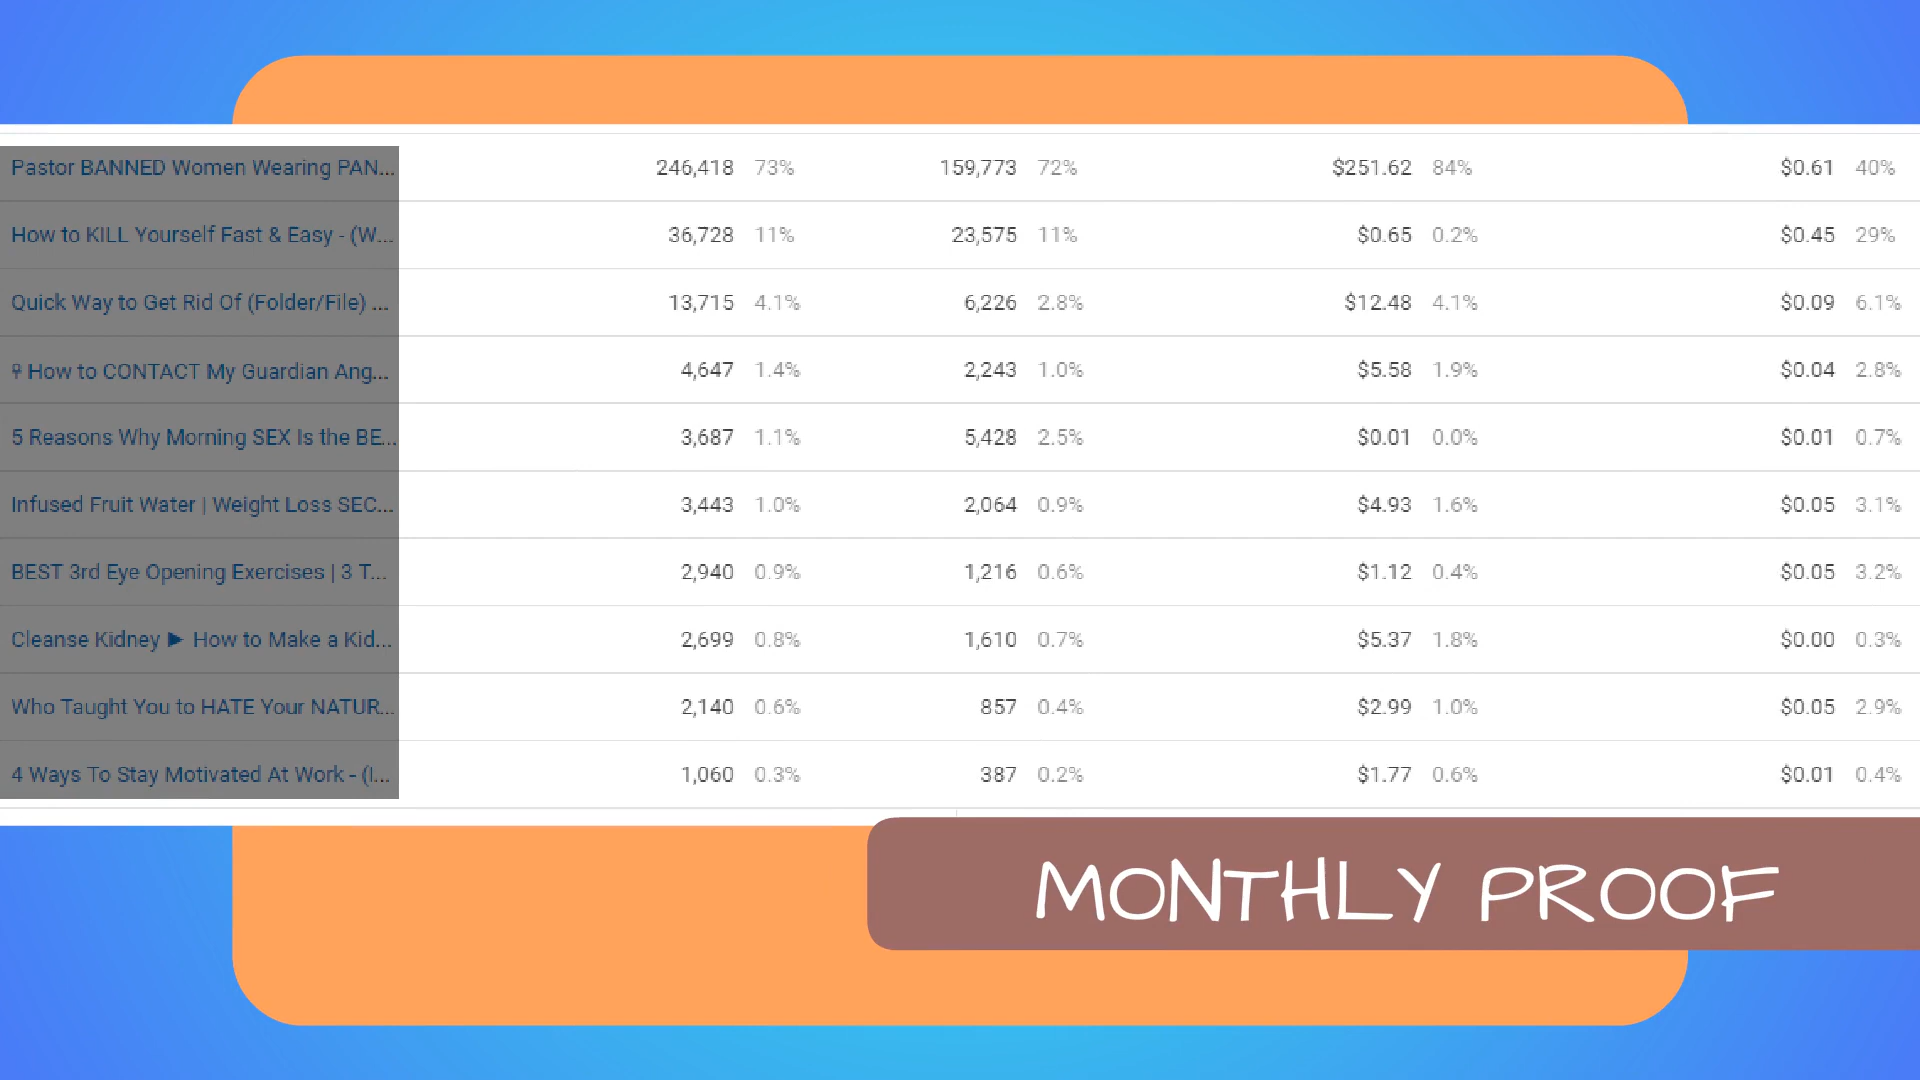 Pastor BANNED Women Wearing PAN... 246,418 73% 159,773 72% $251.62 84% $0.61 40%
How to KILL Yourself Fast & Easy - (W... 36,728 11% 23,575 11% $0.65 0.2% $0.45 29%
Quick Way to Get Rid Of (Folder/File) ... 13,715 4.1% 6,226 2.8% $12.48 4.1% $0.09 6.1%
How to CONTACT My Guardian Ang... 4,647 1.4% 2,243 1.0% $5.58 1.9% $0.04 2.8%
5 Reasons Why Morning SEX Is the BE... 3,687 1.1% 5,428 2.5% $0.01 0.0% $0.01 0.7%
Infused Fruit Water | Weight Loss SEC... 3,443 1.0% 2,064 0.9% $4.93 1.6% $0.05 3.1%
BEST 3rd Eye Opening Exercises | 3 T... 2,940 0.9% 1,216 0.6% $1.12 0.4% $0.05 3.2%
Cleanse Kidney ► How to Make a Kid... 2,699 0.8% 1,610 0.7% $5.37 1.8% $0.00 0.3%
Who Taught You to HATE Your NATUR... 2,140 0.6% 857 0.4% $2.99 1.0% $0.05 2.9%
4 Ways To Stay Motivated At Work - (I... 1,060 0.3% 387 0.2% $1.77 0.6% $0.01 0.4%
MONTHLY PROOF